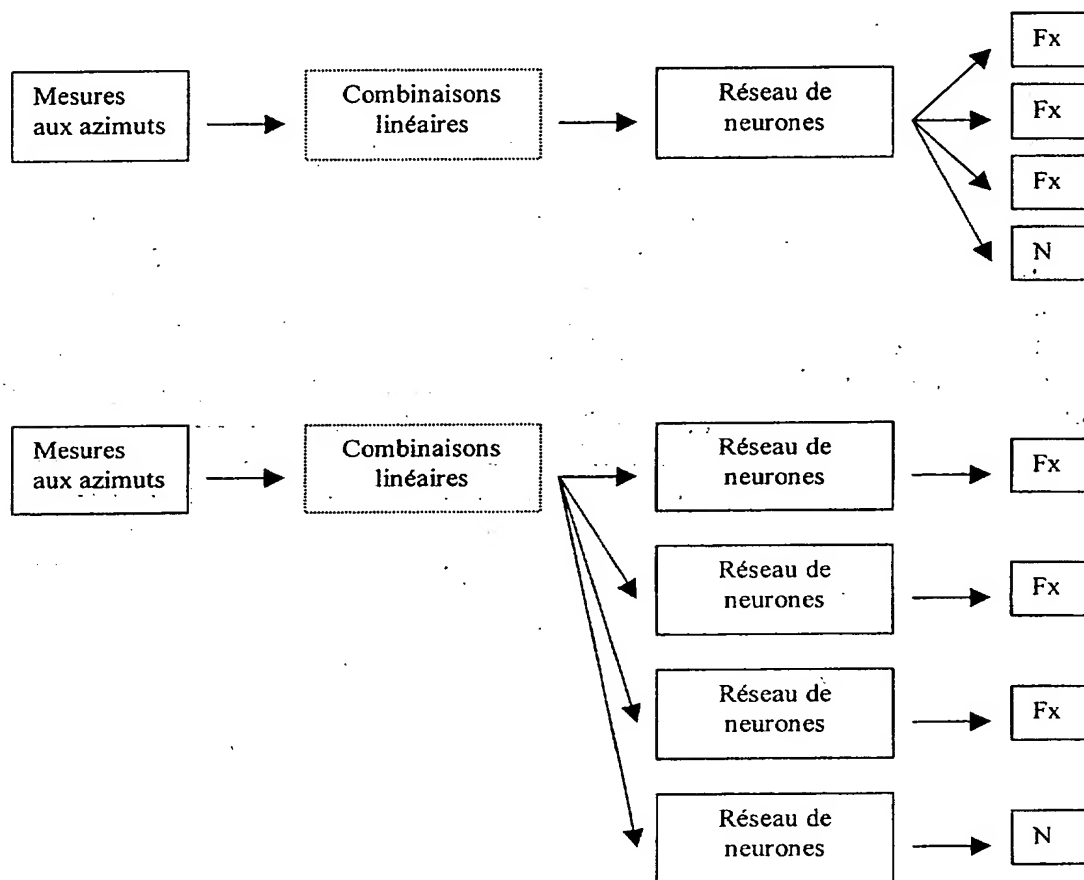 Fx
Mesures
aux azimuts
Combinaisons
linéaires
Réseau de
neurones
Fx
Fx
N
Mesures
aux azimuts
Combinaisons
linéaires
Réseau de
neurones
Fx
Réseau de
neurones
Fx
Réseau de
neurones
Fx
Réseau de
neurones
N